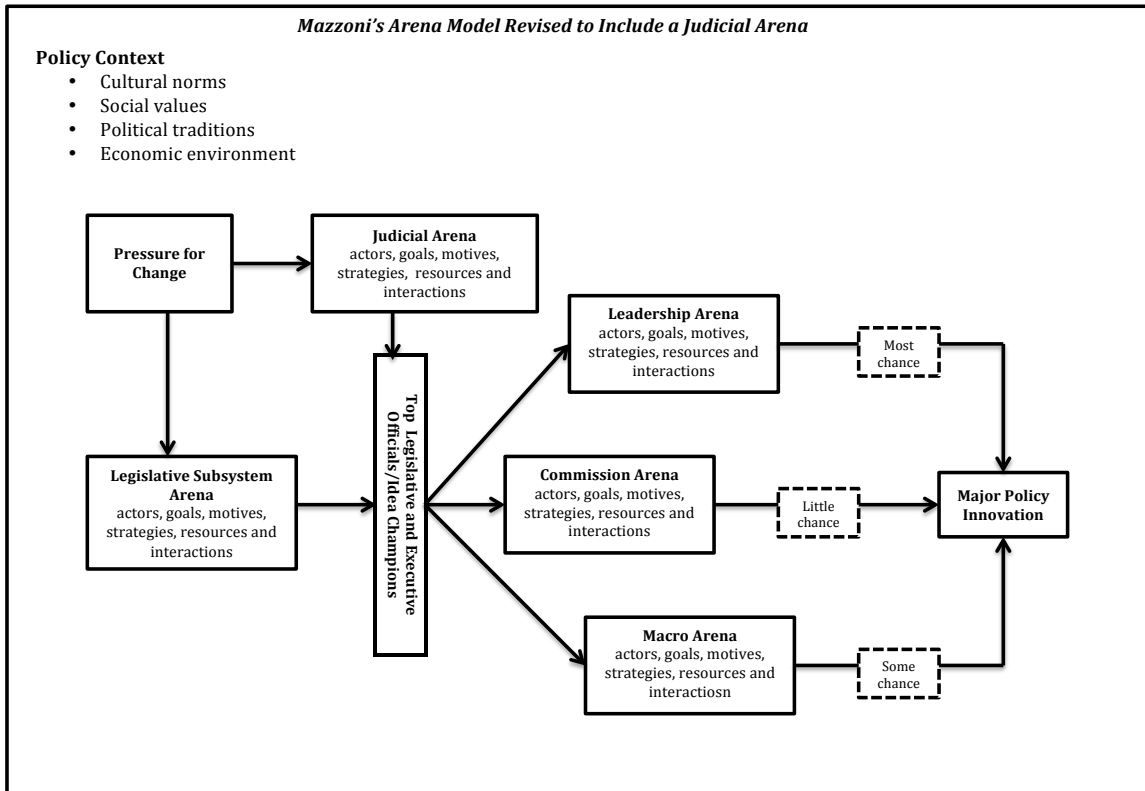 Mazzoni's Arena Model Revised to Include a Judicial Arena
Policy Context
• Cultural norms
• Social values
• Political traditions
• Economic environment
Pressure for
Change
Judicial Arena
actors, goals, motives,
strategies, resources and
interactions
Legislative Subsystem
Arena
actors, goals, motives,
strategies, resources and
interactions
Top Legislative and Executive
Officials/Idea Champions
Leadership Arena
actors, goals, motives,
strategies, resources and
interactions
Most
chance
Commission Arena
actors, goals, motives,
strategies, resources and
interactions
Little
chance
Major Policy
Innovation
Macro Arena
actors, goals, motives,
strategies, resources and
interactiosn
Some
chance